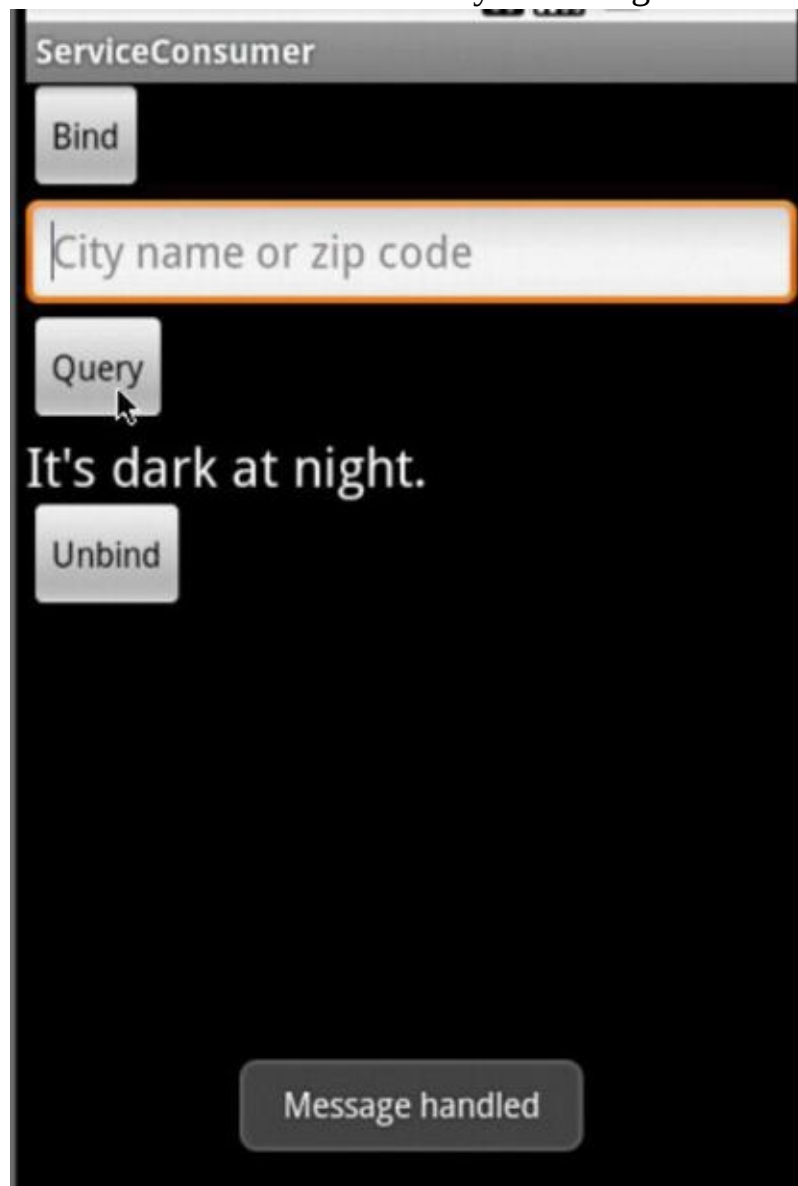 ServiceConsumer
Bind
City name or zip code
Query
It's dark at night.
Unbind
Message handled